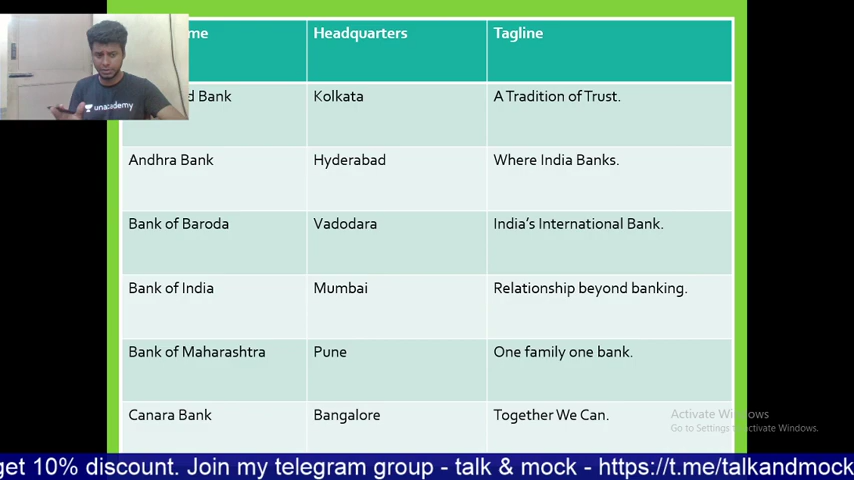 me Headquarters Tagline
unacademy
d Bank Kolkata A Tradition of Trust.
Andhra Bank Hyderabad Where India Banks.
Bank of Baroda Vadodara India's International Bank.
Bank of India Mumbai Relationship beyond banking.
Bank of Maharashtra Pune One family one bank.
Canara Bank Bangalore Together We Can.
Activate Windows
Go to Settings to activate Windows.
get 10% discount. Join my telegram group - talk & mock - https://t.me/talkandmock